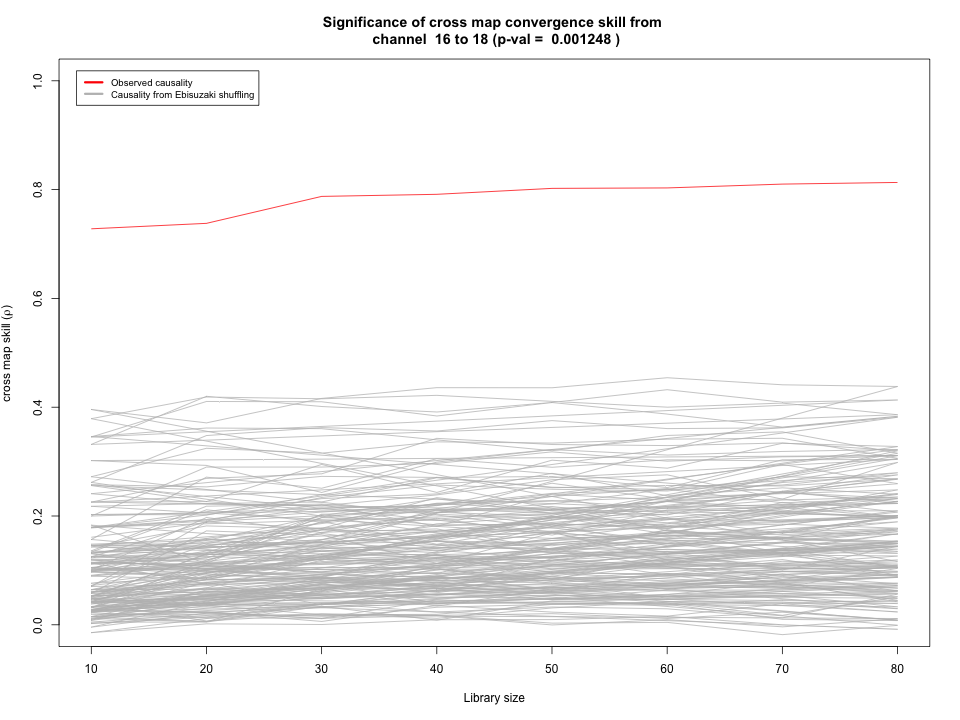 Significance of cross map convergence skill from
channel  16 to 18 (p-val =  0.001248 )
Observed causality
Causality from Ebisuzaki shuffling
cross map skill (ρ)
1.0
0.8
0.6
0.4
0.2
0.0
10 20 30 40 50 60 70 80
Library size